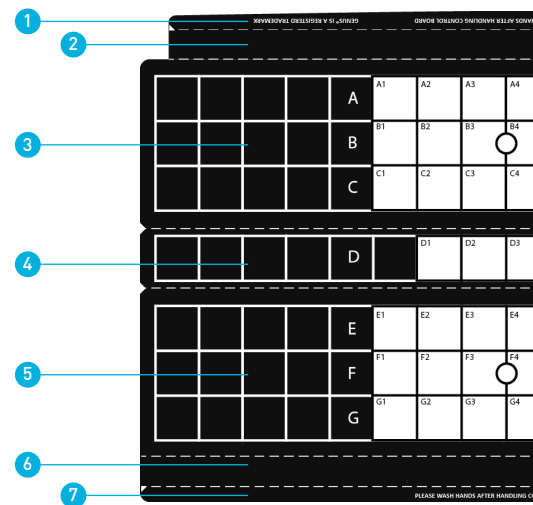 1
GENUS® IS A REGISTERD TRADEMARK
HANDS AFTER HANDLING CONTROL BOARD
2
A A1 A2 A3 A4
3
B B1 B2 B3 B4
C C1 C2 C3 C4
4
D D1 D2 D3
E E1 E2 E3 E4
5
F F1 F2 F3 F4
G G1 G2 G3 G4
6
7
PLEASE WASH HANDS AFTER HANDLING